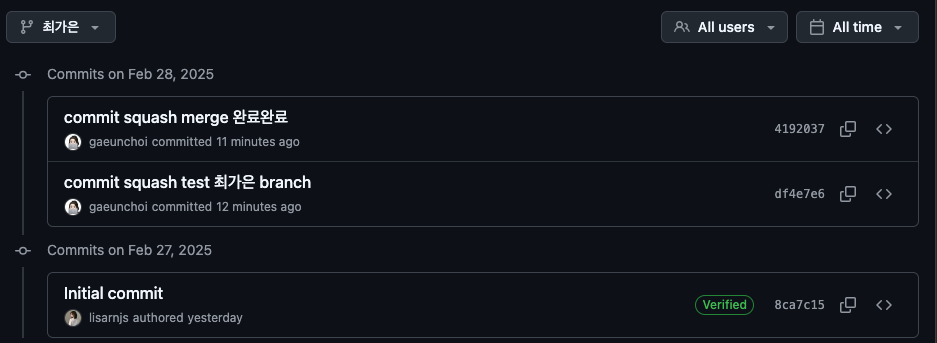 최가은
All users
All time
Commits on Feb 28, 2025
commit squash merge 완료완료
gaeunchoi committed 11 minutes ago
4192037
commit squash test 최가은 branch
gaeunchoi committed 12 minutes ago
df4e7e6
Commits on Feb 27, 2025
Initial commit
lisarnjs authored yesterday
Verified
8ca7c15